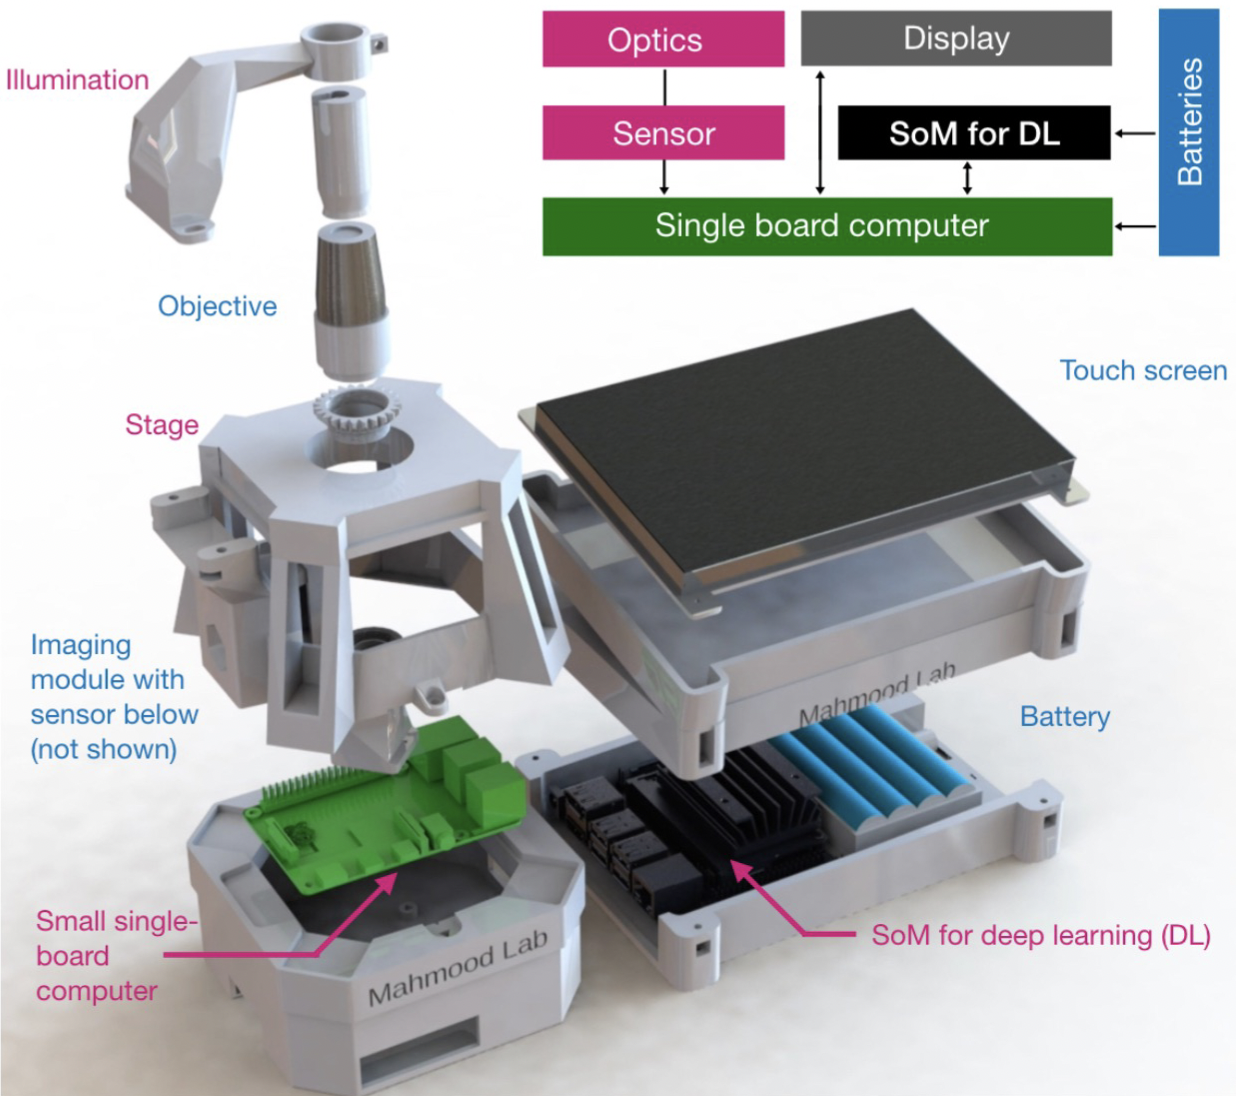 Optics
Display
Batteries
Illumination
Sensor
SoM for DL
Single board computer
Objective
Touch screen
Stage
Imaging
module with
sensor below
(not shown)
Mahmood Lab
Battery
Small single-
board
computer
Mahmood Lab
SoM for deep learning (DL)